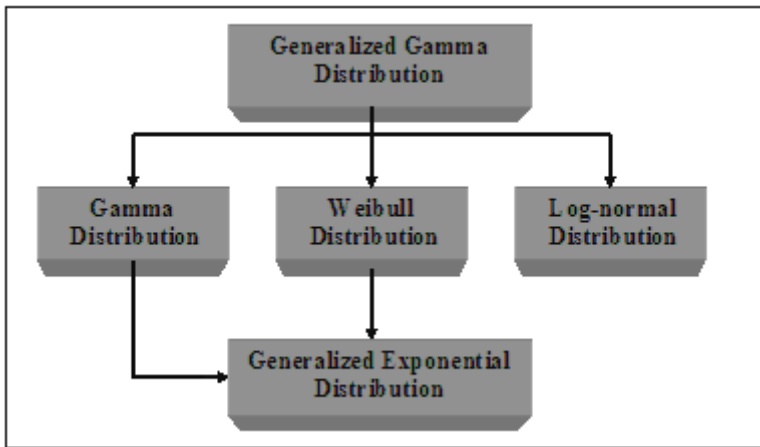 Generalized Gamma
Distribution
Gamma
Distribution
Weibull
Distribution
Log-normal
Distribution
Generalized Exponential
Distribution